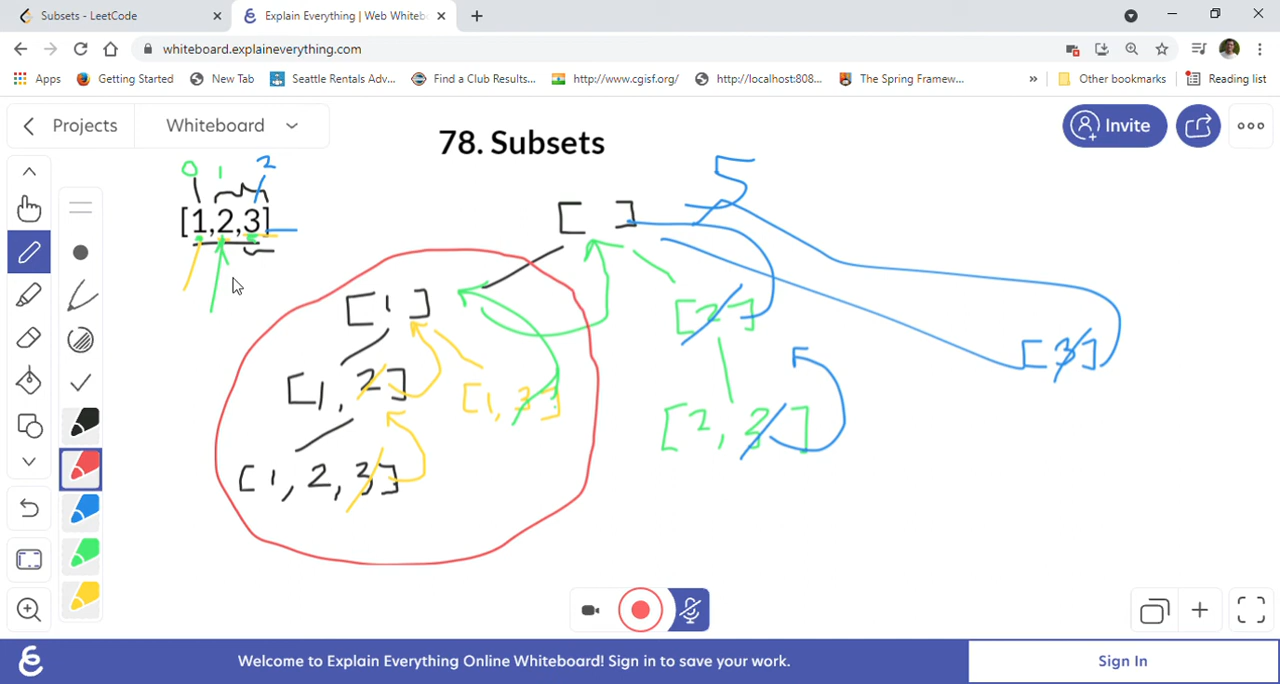 Subsets - LeetCode
Explain Everything | Web Whiteb
whiteboard.explaineverything.com
Apps
Getting Started
New Tab
Seattle Rentals Adv...
Find a Club Results...
http://www.cgisf.org/
http://localhost:808...
The Spring Framew...
»
Other bookmarks
Reading list
Projects
Whiteboard
78. Subsets
Invite
0 1 2
[1,2,3]
5
[ ]
[1]
[2]
[3]
[1, 2]
[1, 3]
[2, 3]
[1, 2, 3]
Welcome to Explain Everything Online Whiteboard! Sign in to save your work.
Sign In